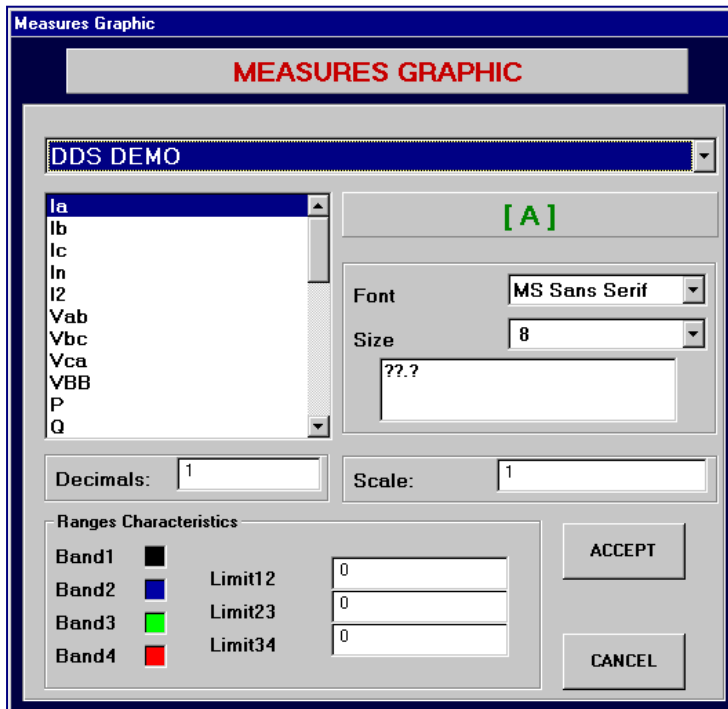 Measures Graphic
MEASURES GRAPHIC
DDS DEMO
Ia
Ib
Ic
In
I2
Vab
Vbc
Vca
VBB
P
Q
[ A ]
Font MS Sans Serif
Size 8
??.?
Decimals: 1
Scale: 1
Ranges Characteristics
Band1
Band2
Band3
Band4
Limit12 0
Limit23 0
Limit34 0
ACCEPT
CANCEL